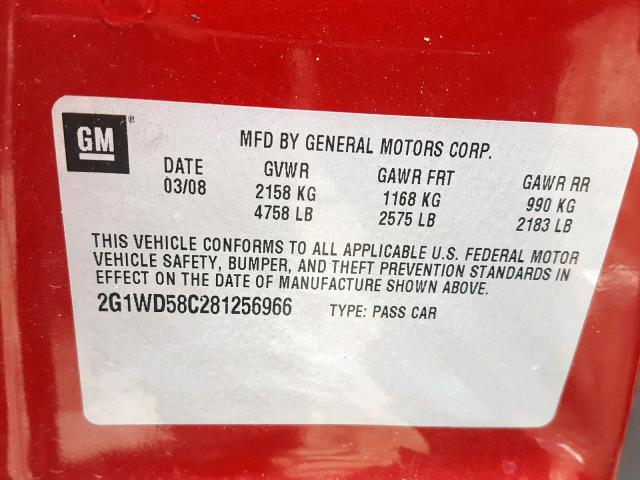 GM®
MFD BY GENERAL MOTORS CORP.
DATE GVWR GAWR FRT GAWR RR
03/08 2158 KG 1168 KG 990 KG
4758 LB 2575 LB 2183 LB
THIS VEHICLE CONFORMS TO ALL APPLICABLE U.S. FEDERAL MOTOR
VEHICLE SAFETY, BUMPER, AND THEFT PREVENTION STANDARDS IN
EFFECT ON THE DATE OF MANUFACTURE SHOWN ABOVE.
2G1WD58C281256966 TYPE: PASS CAR